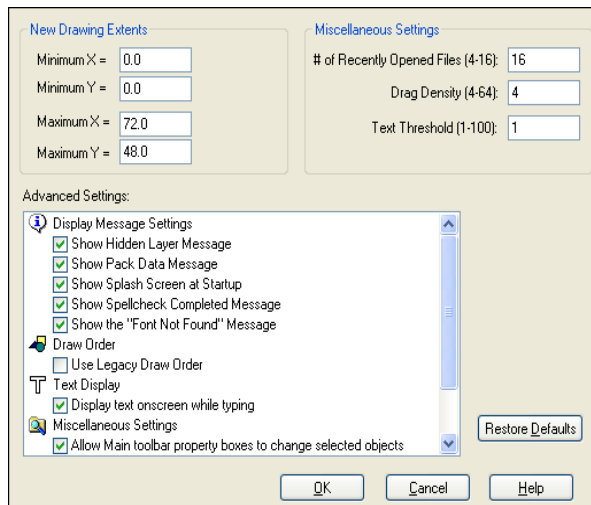 New Drawing Extents
Minimum X = 0.0
Minimum Y = 0.0
Maximum X = 72.0
Maximum Y = 48.0
Miscellaneous Settings
# of Recently Opened Files (4-16): 16
Drag Density (4-64): 4
Text Threshold (1-100): 1
Advanced Settings:
Display Message Settings
Show Hidden Layer Message
Show Pack Data Message
Show Splash Screen at Startup
Show Spellcheck Completed Message
Show the "Font Not Found" Message
Draw Order
Use Legacy Draw Order
Text Display
Display text onscreen while typing
Miscellaneous Settings
Allow Main toolbar property boxes to change selected objects
Restore Defaults
OK Cancel Help